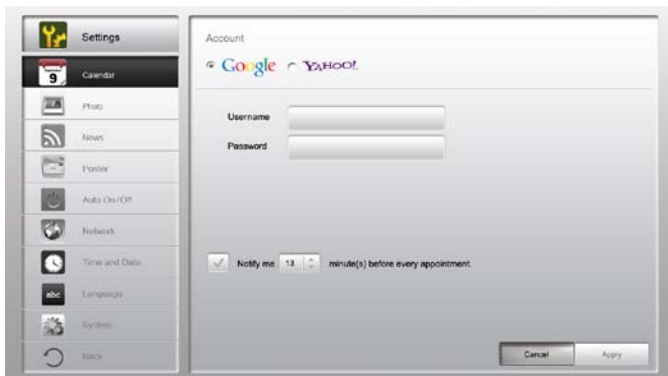 Settings
Account
Google YAHOO!
9
Calendar
Photo
Username
News
Password
Poster
Auto On/Off
Network
Time and Date
Notify me 13 minute(s) before every appointment.
abc
Language
System
Back
Cancel Apply